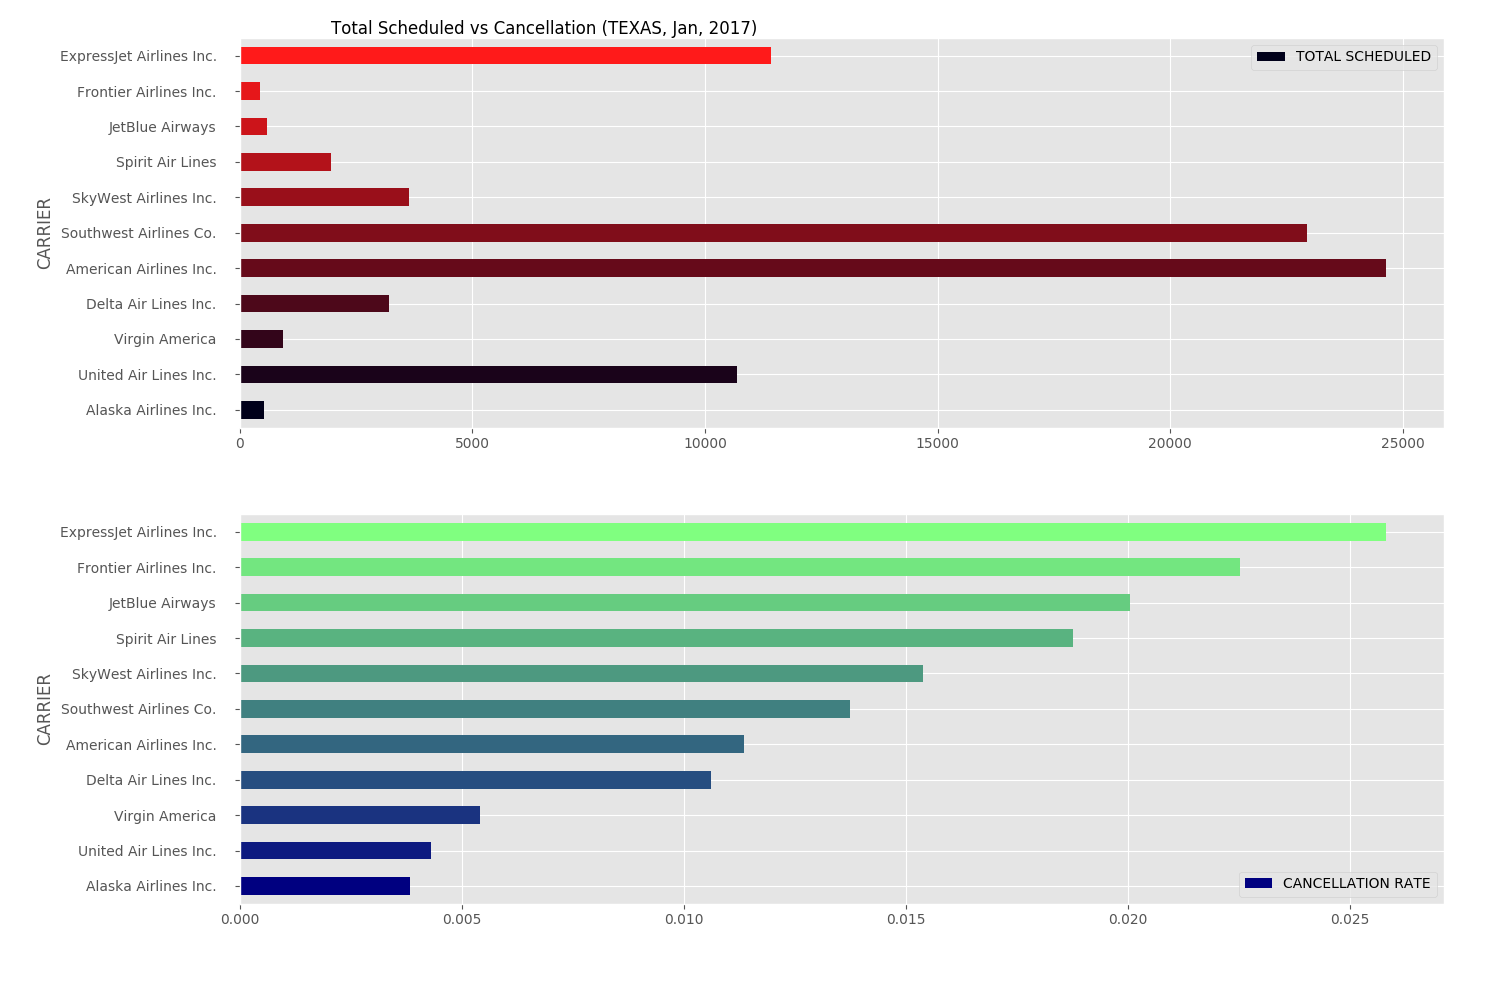 Total Scheduled vs Cancellation (TEXAS, Jan, 2017)
ExpressJet Airlines Inc.
TOTAL SCHEDULED
Frontier Airlines Inc.
JetBlue Airways
Spirit Air Lines
SkyWest Airlines Inc.
CARRIER
Southwest Airlines Co.
American Airlines Inc.
Delta Air Lines Inc.
Virgin America
United Air Lines Inc.
Alaska Airlines Inc.
0 5000 10000 15000 20000 25000
ExpressJet Airlines Inc.
Frontier Airlines Inc.
JetBlue Airways
Spirit Air Lines
SkyWest Airlines Inc.
CARRIER
Southwest Airlines Co.
American Airlines Inc.
Delta Air Lines Inc.
Virgin America
United Air Lines Inc.
Alaska Airlines Inc.
CANCELLATION RATE
0.000 0.005 0.010 0.015 0.020 0.025